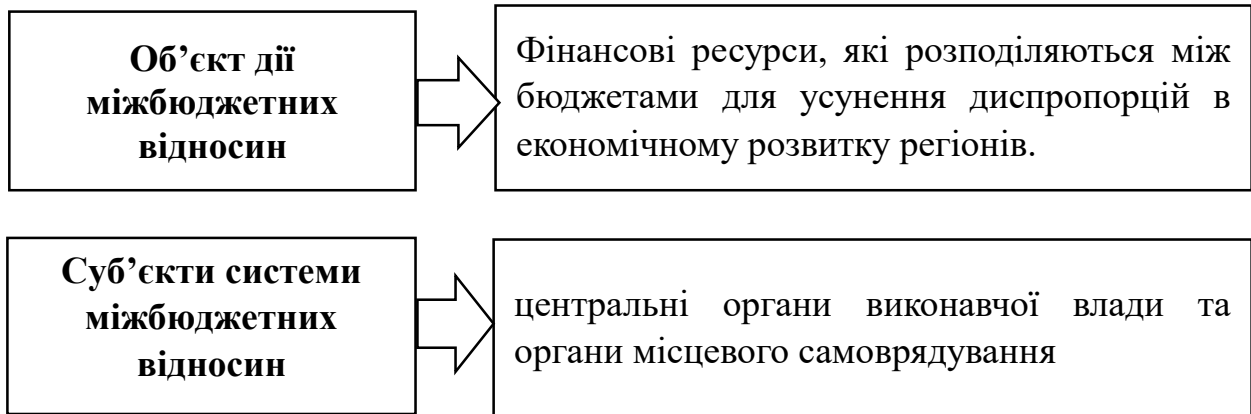 Об’єкт дії
міжбюджетних
відносин
Фінансові ресурси, які розподіляються між
бюджетами для усунення диспропорцій в
економічному розвитку регіонів.
Суб’єкти системи
міжбюджетних
відносин
центральні органи виконавчої влади та
органи місцевого самоврядування